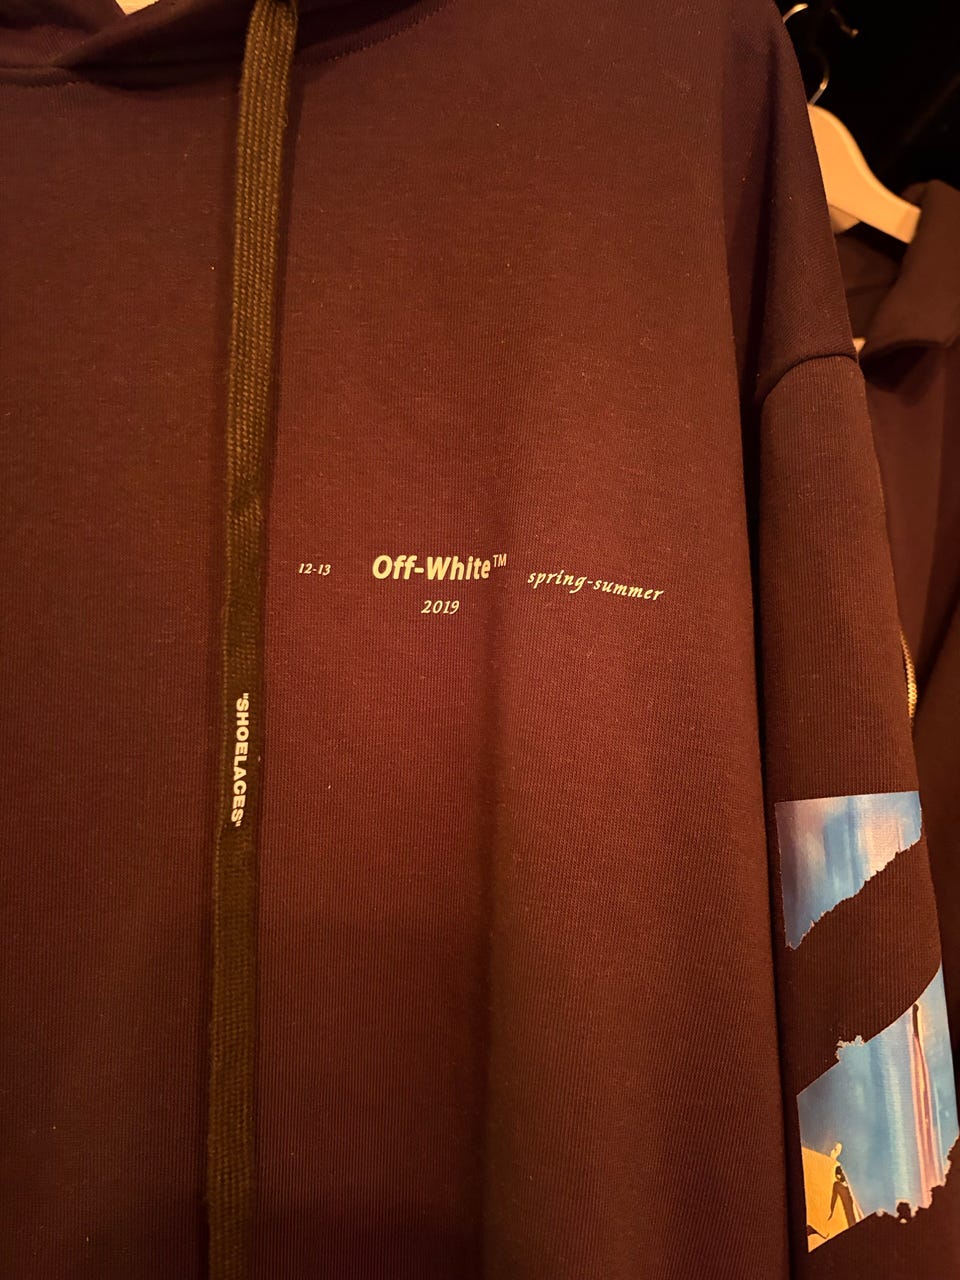 12-13 Off-White™ spring-summer
2019
"SHOELACES"